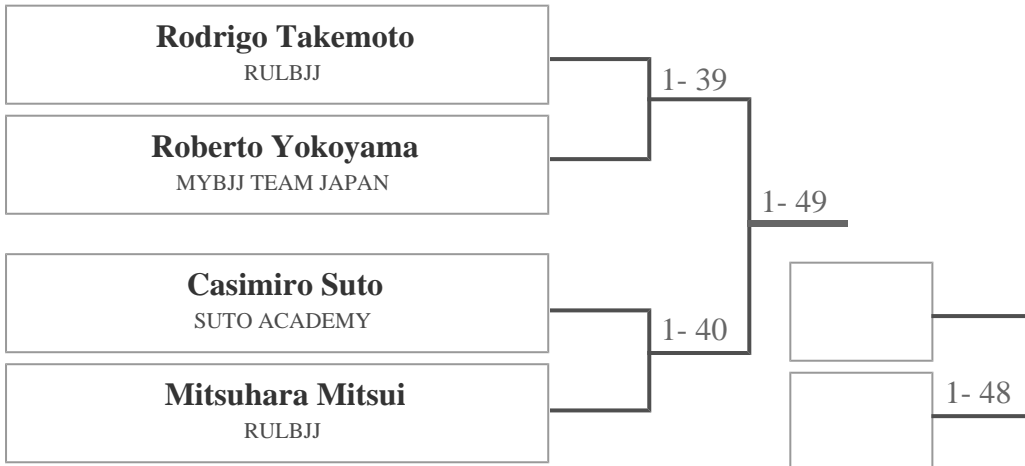 Rodrigo Takemoto
RULBJJ
1- 39
Roberto Yokoyama
MYBJJ TEAM JAPAN
1- 49
Casimiro Suto
SUTO ACADEMY
1- 40
Mitsuhara Mitsui
RULBJJ
1- 48